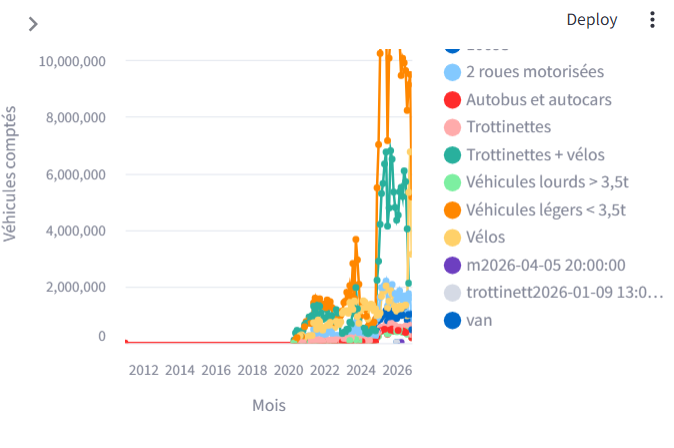 Deploy
10,000,000
8,000,000
6,000,000
4,000,000
2,000,000
0
Véhicules comptés
2012 2014 2016 2018 2020 2022 2024 2026
Mois
2 roues motorisées
Autobus et autocars
Trottinettes
Trottinettes + vélos
Véhicules lourds > 3,5t
Véhicules légers < 3,5t
Vélos
m2026-04-05 20:00:00
trottinett2026-01-09 13:0...
van